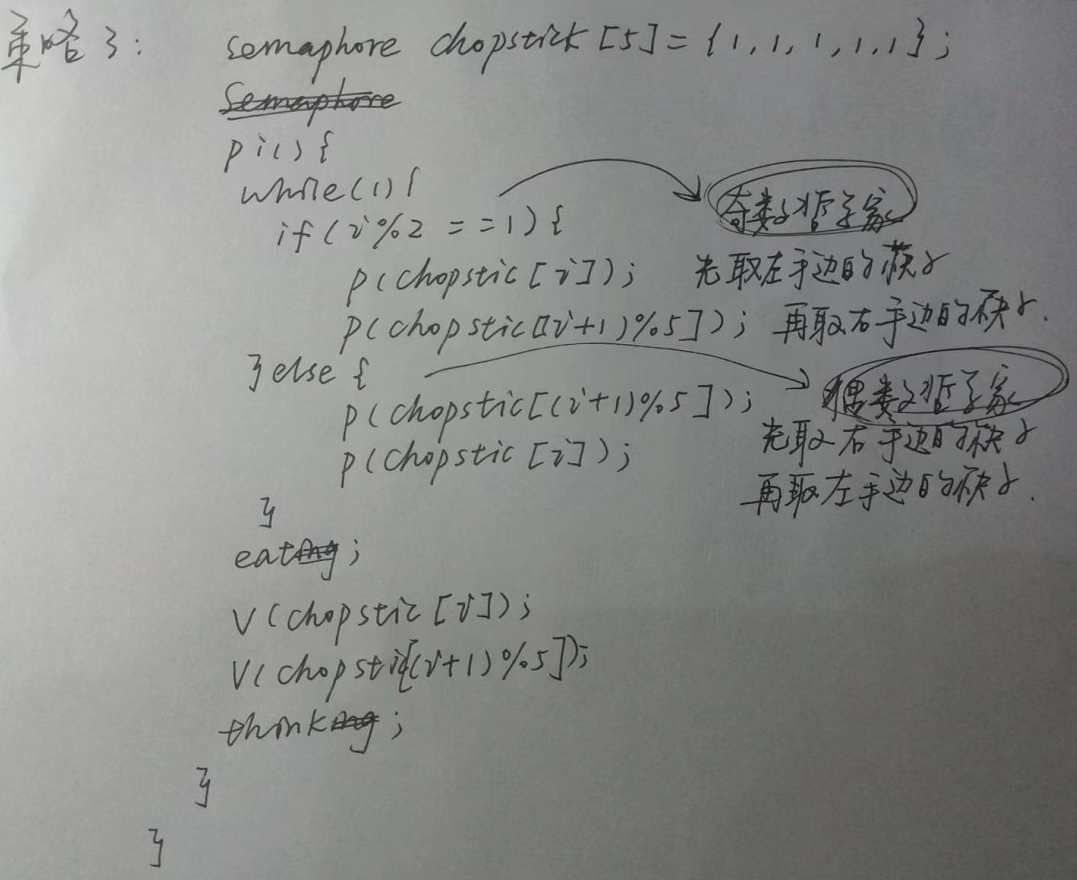 策略3: semaphore chopstick [5] = {1,1,1,1,1};
Semaphore
pi() {
while(1){
if(i%2 ==1) { 奇数号哲学家
p(chopstic[i]); 先取左手边的筷子
p(chopstic[(i+1)%5]); 再取右手边的筷子.
}else { 偶数号哲学家
p(chopstic[(i+1)%5]); 先取右手边的筷子
p(chopstic[i]); 再取左手边的筷子.
}
eating;
V(chopstic[i]);
V(chopstic[(i+1)%5]);
thinking;
}
}